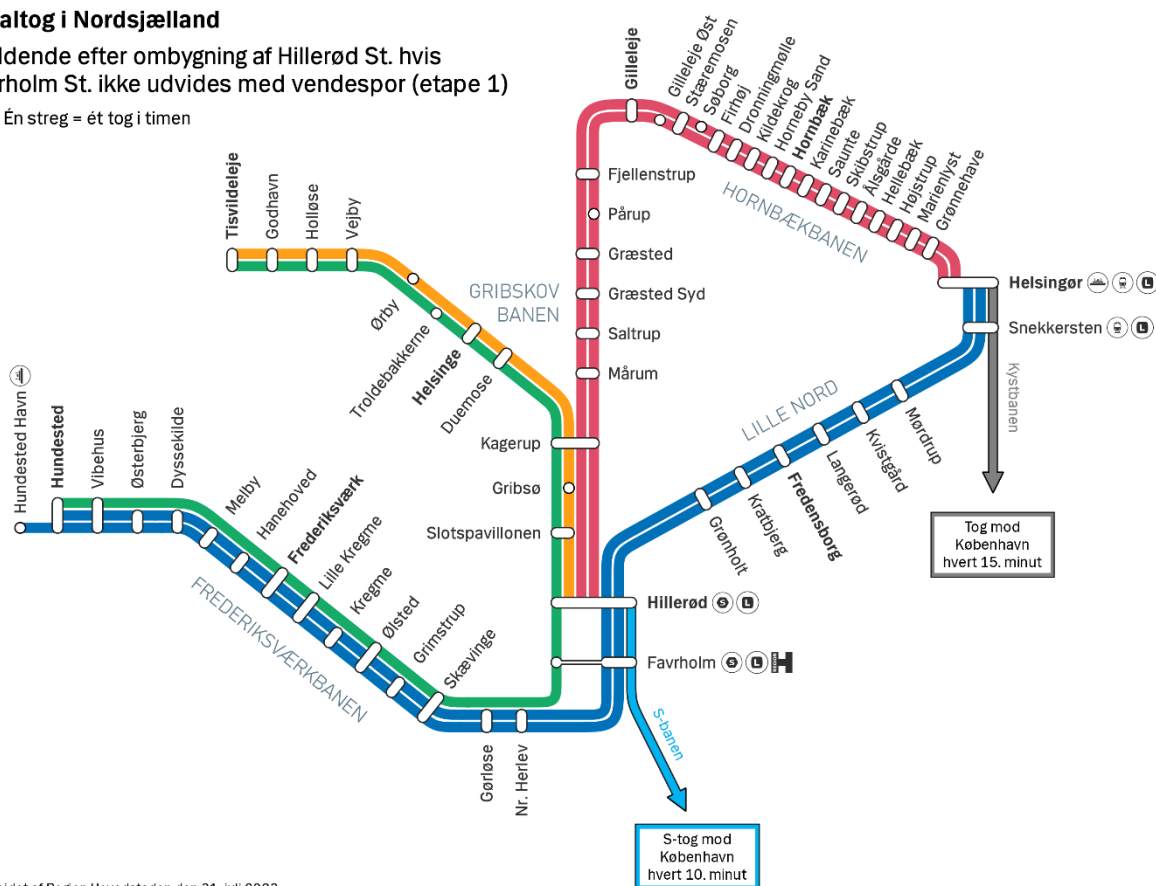 altog i Nordsjælland
ldende efter ombygning af Hillerød St. hvis
rholm St. ikke udvides med vendespor (etape 1)
Én streg = ét tog i timen
Gilleleje
Gilleleje Øst
Stæremosen
Søborg
Firhøj
Dronningmølle
Kildekrog
Horneby Sand
Hornbæk
Karinebæk
Saunte
Skibstrup
Ålsgårde
Hellebæk
Højstrup
Marienlyst
Grønnehave
HORNBÆKBANEN
Fjellenstrup
Pårup
Græsted
Græsted Syd
Saltrup
Mårum
Tisvildeleje
Godhavn
Holløse
Vejby
Ørby
Troldebakkerne
Helsinge
Duemose
GRIBSKOV
BANEN
Kagerup
Gribsø
Slotspavillonen
Helsingør
L
Snekkersten
L
Kystbanen
Tog mod
København
hvert 15. minut
LILLE NORD
Mørdrup
Kvistgård
Langerød
Fredensborg
Kratbjerg
Grønholt
Hillerød
S
L
Favrholm
S
L
H
S-banen
S-tog mod
København
hvert 10. minut
Hundested Havn
Hundested
Vibehus
Østerbjerg
Dyssekilde
Melby
Hanehoved
Frederiksværk
Lille Kregme
Kregme
Ølsted
Grimstrup
Skævinge
FREDERIKSVÆRKBANEN
Gørløse
Nr. Herlev